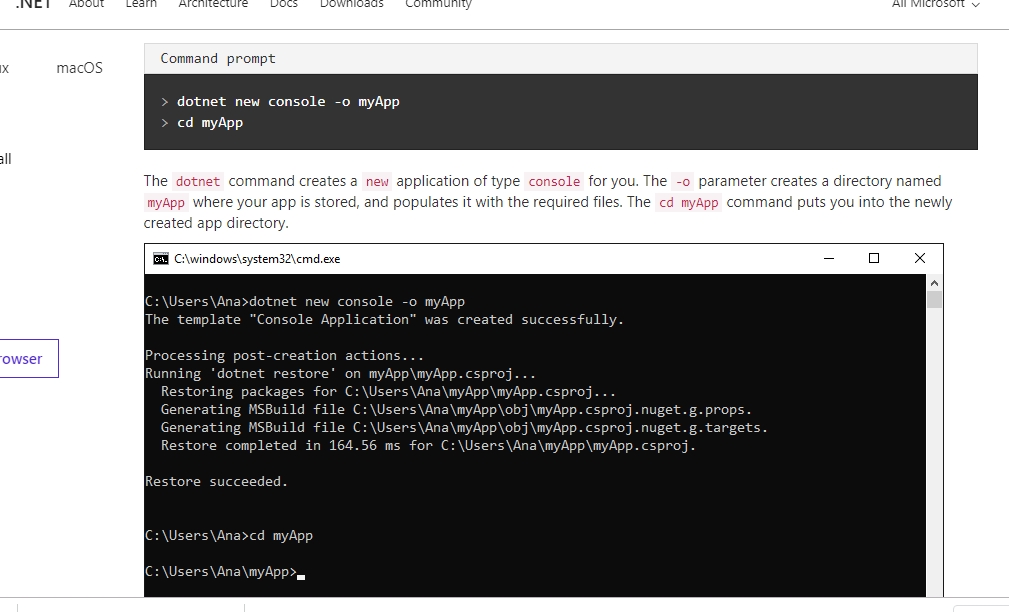 .NET About Learn Architecture Docs Downloads Community All Microsoft
ux macOS
Command prompt
> dotnet new console -o myApp
> cd myApp
all
The dotnet command creates a new application of type console for you. The -o parameter creates a directory named
myApp where your app is stored, and populates it with the required files. The cd myApp command puts you into the newly
created app directory.
C:\windows\system32\cmd.exe
C:\Users\Ana>dotnet new console -o myApp
The template "Console Application" was created successfully.
Processing post-creation actions...
Running 'dotnet restore' on myApp\myApp.csproj...
Restoring packages for C:\Users\Ana\myApp\myApp.csproj...
rowser
Generating MSBuild file C:\Users\Ana\myApp\obj\myApp.csproj.nuget.g.props.
Generating MSBuild file C:\Users\Ana\myApp\obj\myApp.csproj.nuget.g.targets.
Restore completed in 164.56 ms for C:\Users\Ana\myApp\myApp.csproj.
Restore succeeded.
C:\Users\Ana>cd myApp
C:\Users\Ana\myApp>_